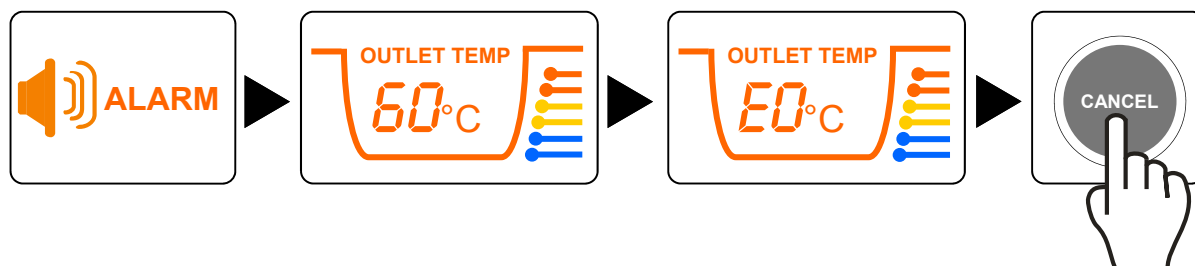 ALARM
OUTLET TEMP
60°C
OUTLET TEMP
E0°C
CANCEL